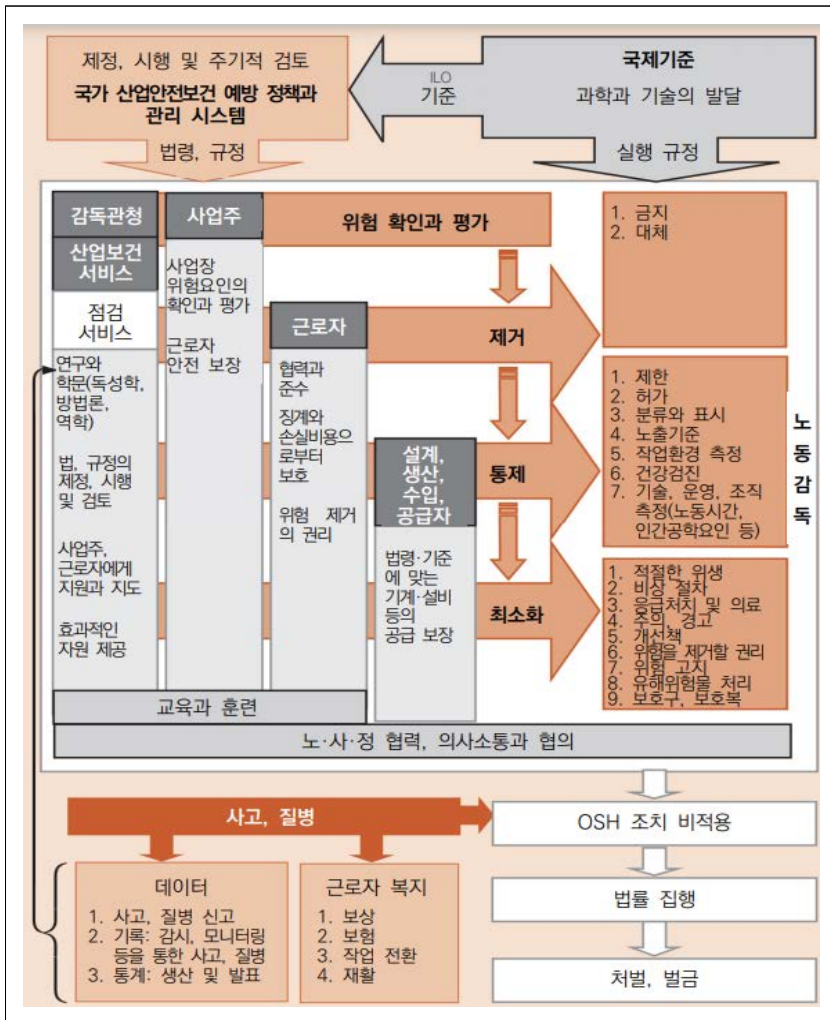 제정, 시행 및 주기적 검토
국가 산업안전보건 예방 정책과
관리 시스템
법령, 규정
ILO
기준
국제기준
과학과 기술의 발달
실행 규정
감독관청
산업보건
서비스
점검
서비스
연구와
학문(독성학,
방법론,
역학)
법, 규정의
제정, 시행
및 검토
사업주,
근로자에게
지원과 지도
효과적인
자원 제공
사업주
사업장
위험요인의
확인과 평가
근로자
안전 보장
근로자
협력과
준수
징계와
손실비용으
로부터
보호
위험 제거
의 권리
설계,
생산,
수입,
공급자
법령·기준
에 맞는
기계·설비
등의
공급 보장
위험 확인과 평가
제거
통제
최소화
1. 금지
2. 대체
1. 제한
2. 허가
3. 분류와 표시
4. 노출기준
5. 작업환경 측정
6. 건강검진
7. 기술, 운영, 조직
측정(노동시간,
인간공학요인 등)
1. 적절한 위생
2. 비상 절차
3. 응급처치 및 의료
4. 주의, 경고
5. 개선책
6. 위험을 제거할 권리
7. 위험 고지
8. 유해위험물 처리
9. 보호구, 보호복
노
동
감
독
교육과 훈련
노·사·정 협력, 의사소통과 협의
사고, 질병
데이터
1. 사고, 질병 신고
2. 기록: 감시, 모니터링
등을 통한 사고, 질병
3. 통계: 생산 및 발표
근로자 복지
1. 보상
2. 보험
3. 작업 전환
4. 재활
OSH 조치 비적용
법률 집행
처벌, 벌금